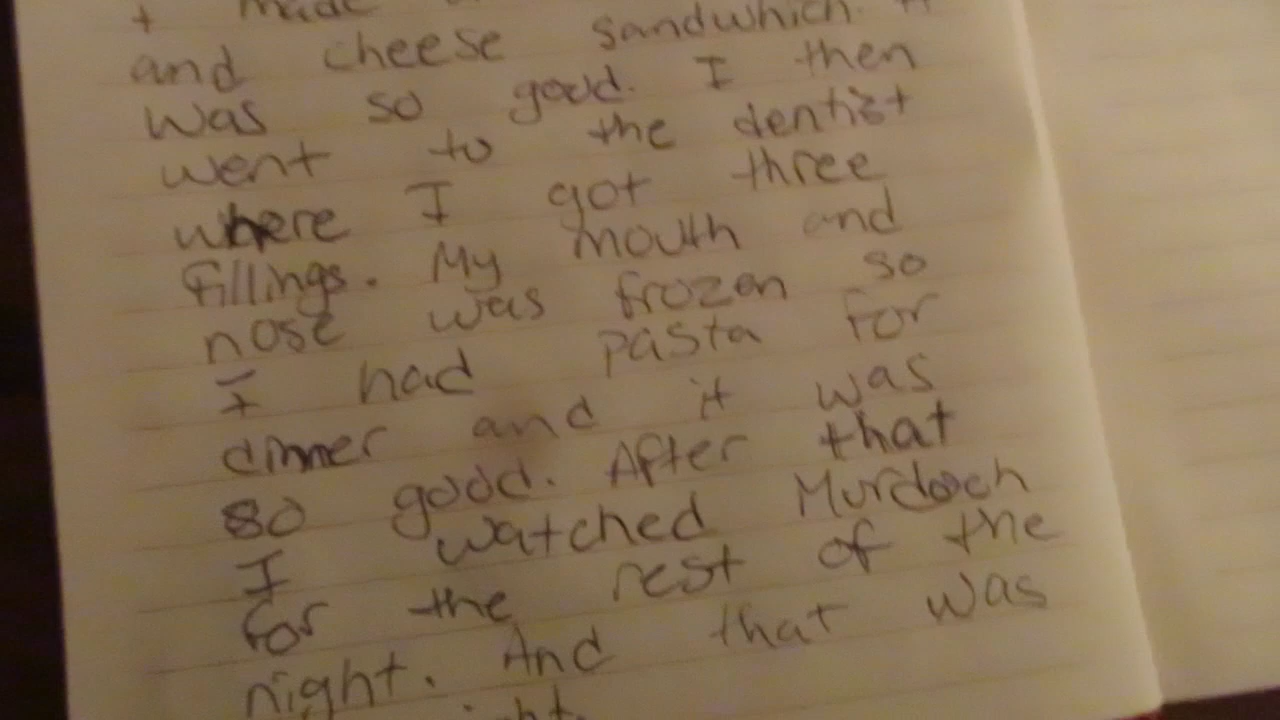 I made
and cheese sandwhich. It
was so good. I then
went to the dentist
where I got three
fillings. My mouth and
nose was frozen so
I had pasta for
dinner and it was
so good. After that
I watched Murdoch
for the rest of the
night. And that was